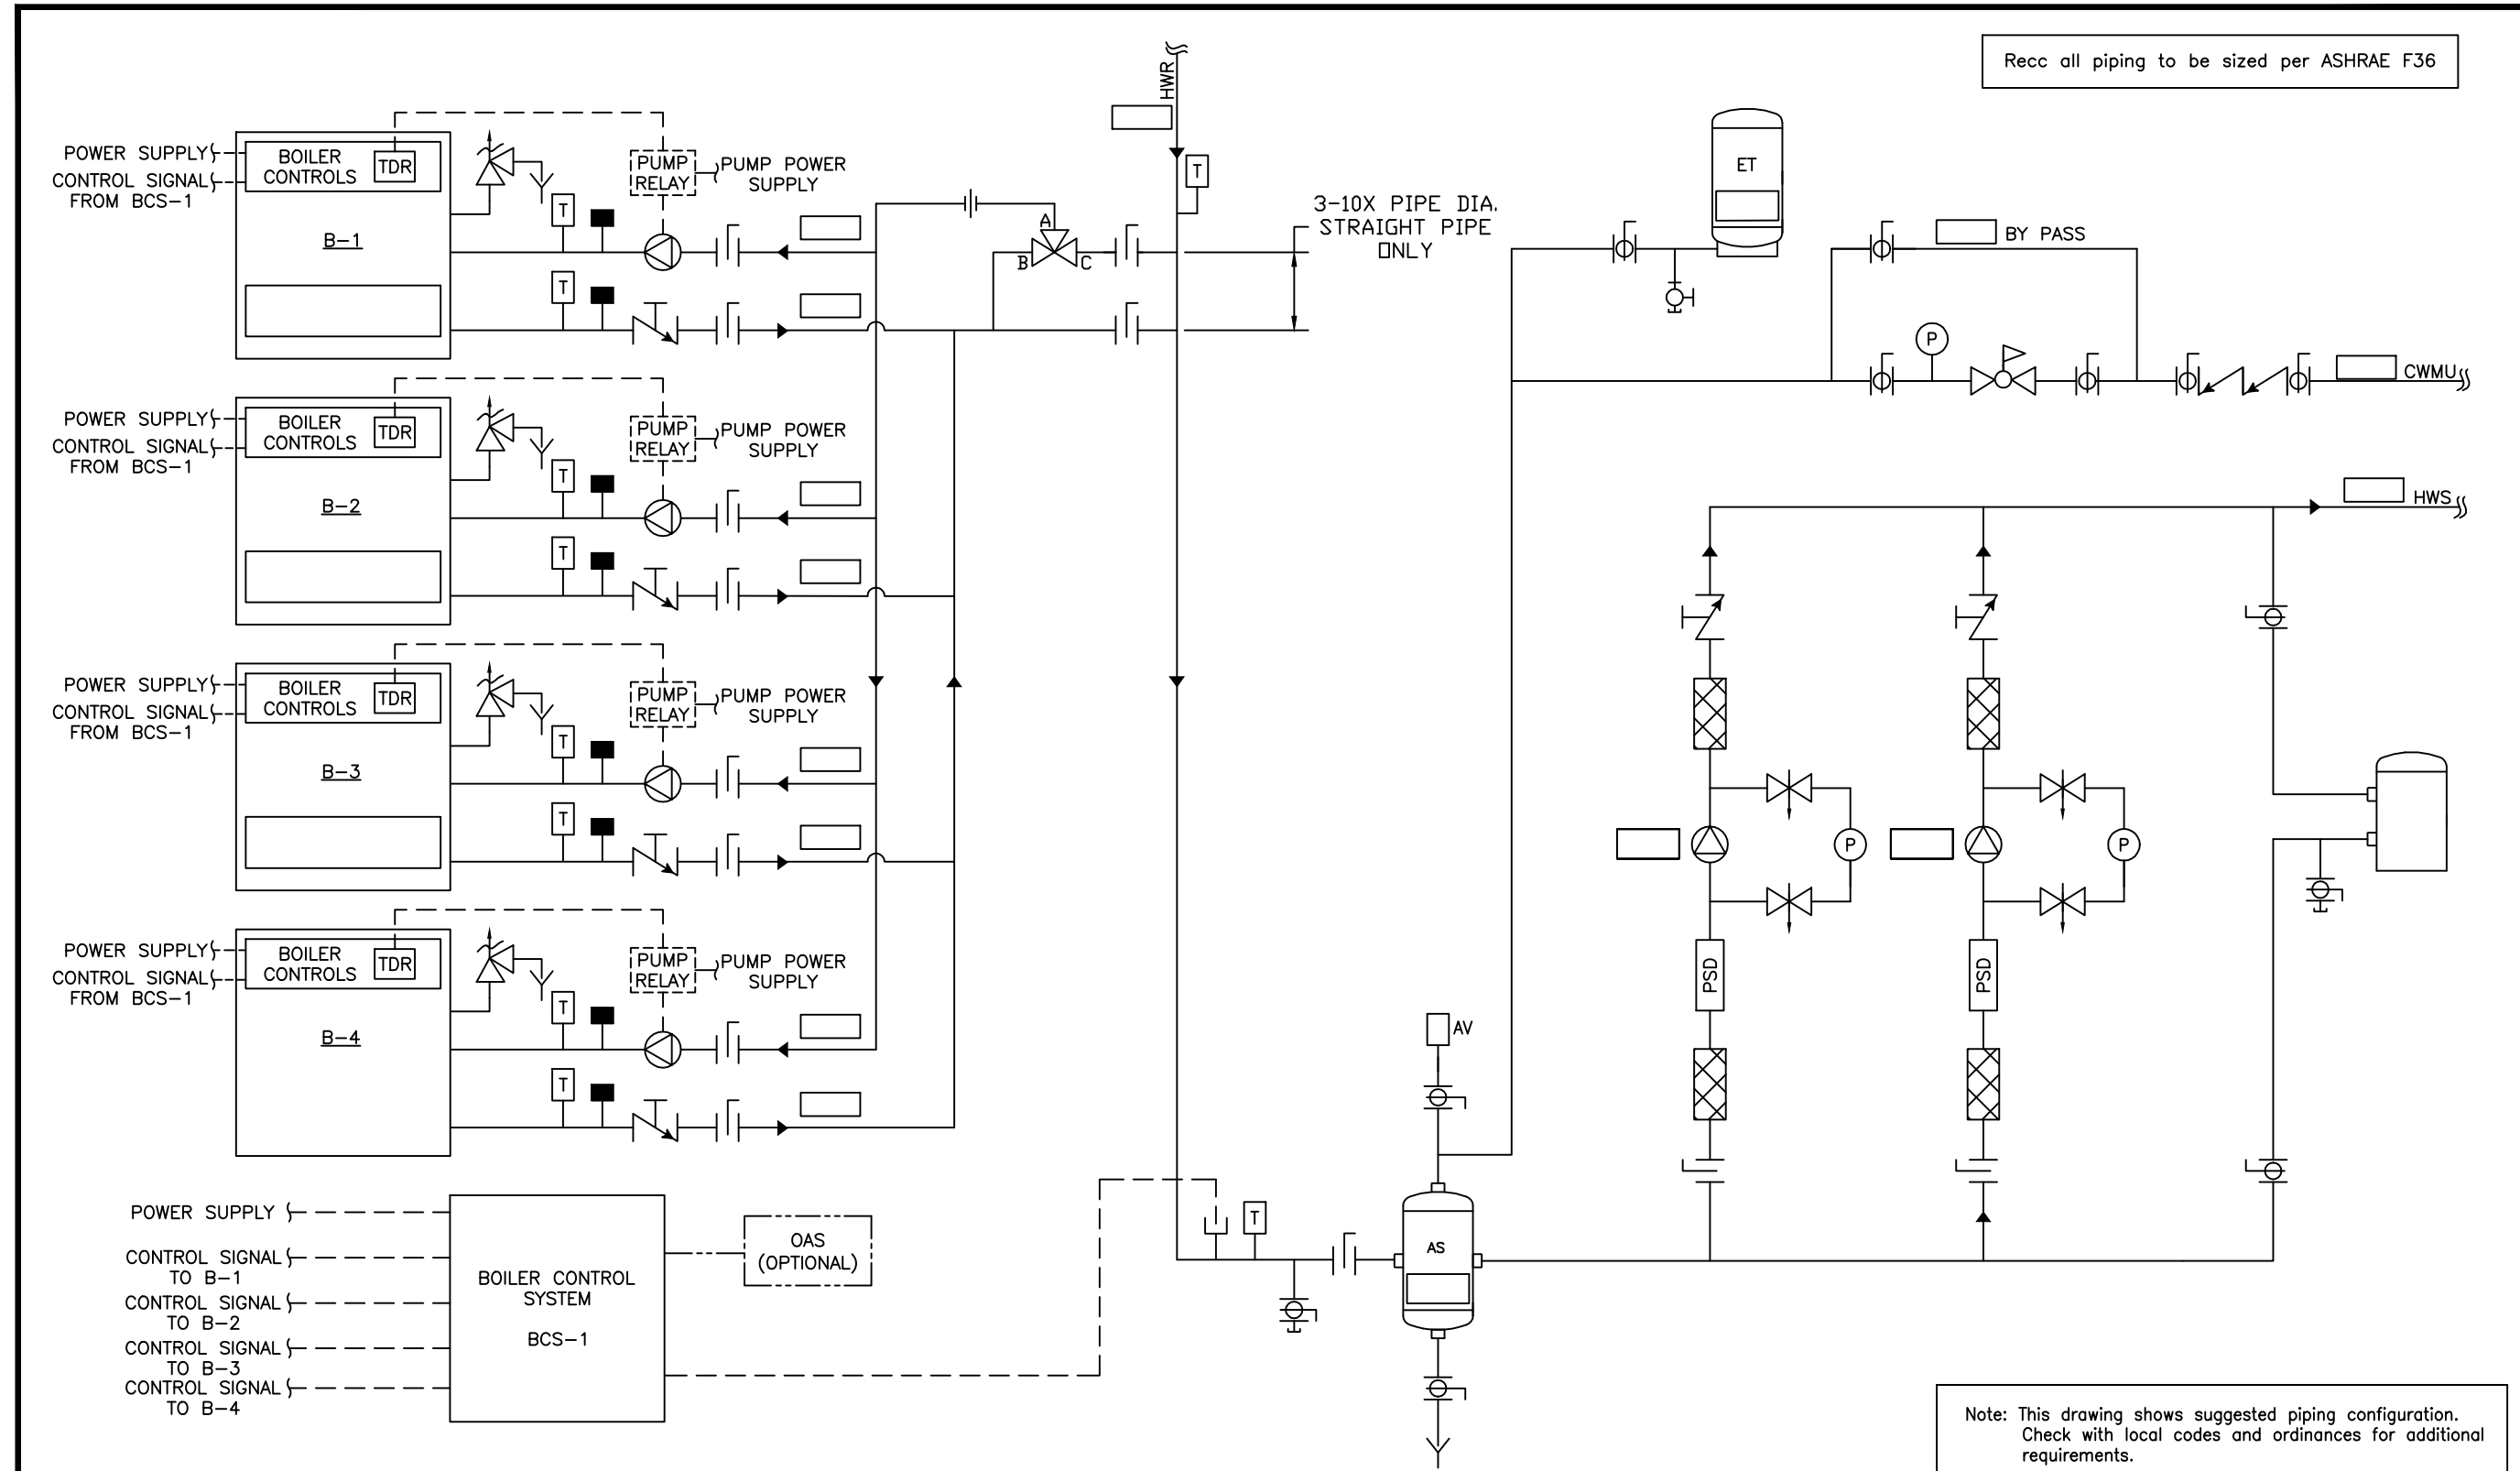 Recc all piping to be sized per ASHRAE F36
HWR
T
3-10X PIPE DIA.
STRAIGHT PIPE
ONLY
A
B
C
POWER SUPPLY
CONTROL SIGNAL
FROM BCS-1
BOILER
CONTROLS
TDR
B-1
PUMP
RELAY
PUMP POWER
SUPPLY
T
T
POWER SUPPLY
CONTROL SIGNAL
FROM BCS-1
BOILER
CONTROLS
TDR
B-2
PUMP
RELAY
PUMP POWER
SUPPLY
T
T
POWER SUPPLY
CONTROL SIGNAL
FROM BCS-1
BOILER
CONTROLS
TDR
B-3
PUMP
RELAY
PUMP POWER
SUPPLY
T
T
POWER SUPPLY
CONTROL SIGNAL
FROM BCS-1
BOILER
CONTROLS
TDR
B-4
PUMP
RELAY
PUMP POWER
SUPPLY
T
T
ET
BY PASS
P
CWMU
HWS
P
P
PSD
PSD
AV
AS
T
POWER SUPPLY
CONTROL SIGNAL
TO B-1
CONTROL SIGNAL
TO B-2
CONTROL SIGNAL
TO B-3
CONTROL SIGNAL
TO B-4
BOILER CONTROL
SYSTEM
BCS-1
OAS
(OPTIONAL)
Note: This drawing shows suggested piping configuration.
Check with local codes and ordinances for additional
requirements.